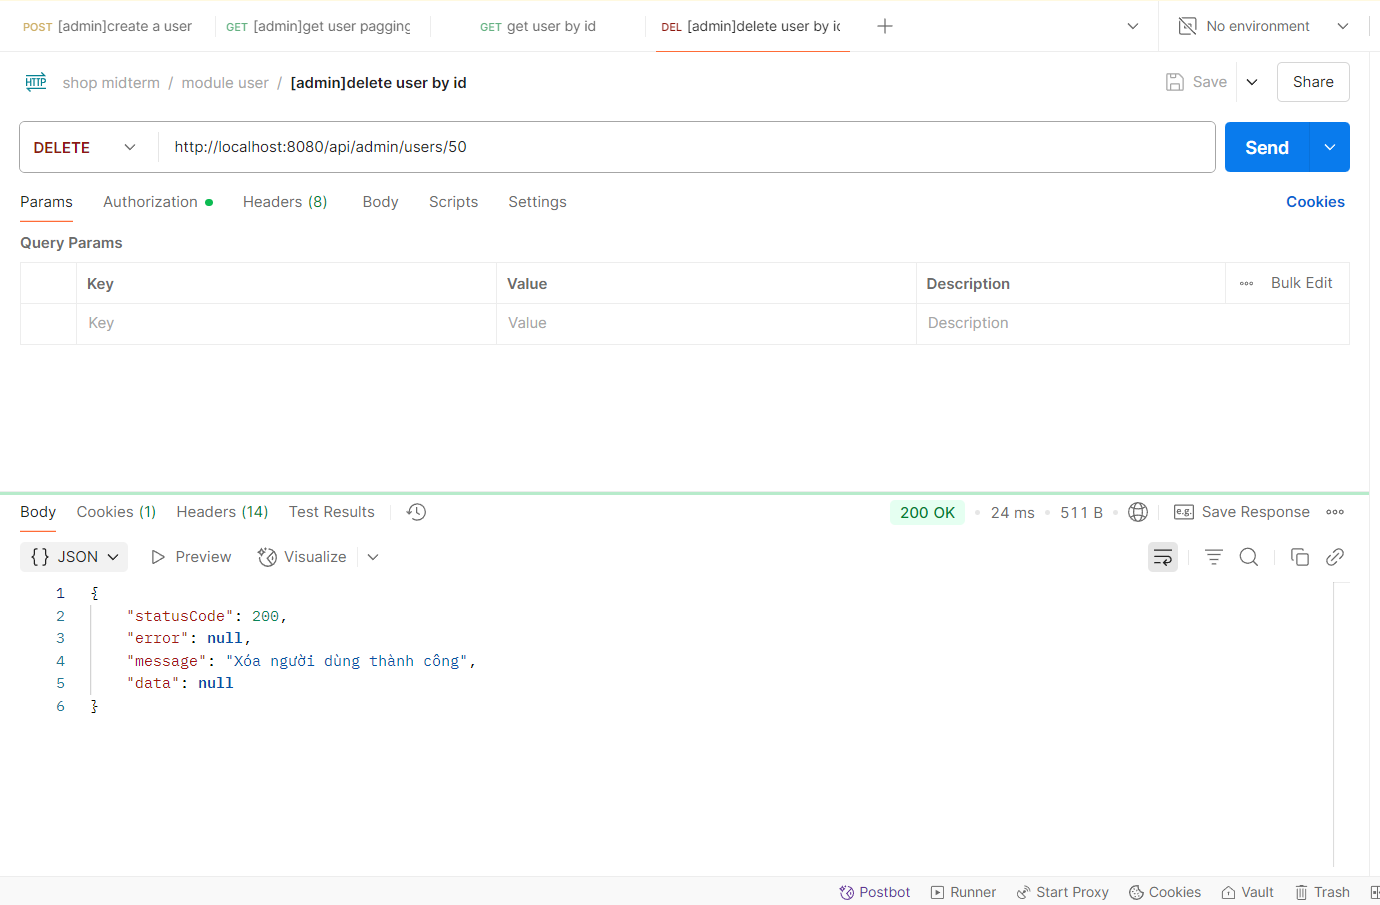 POST [admin]create a user GET [admin]get user pagging GET get user by id DEL [admin]delete user by id No environment
HTTP shop midterm / module user / [admin]delete user by id Save Share
DELETE http://localhost:8080/api/admin/users/50 Send
Params Authorization Headers (8) Body Scripts Settings Cookies
Query Params
Key Value Description Bulk Edit
Key Value Description
Body Cookies (1) Headers (14) Test Results 200 OK 24 ms 511 B e.g. Save Response
{} JSON Preview Visualize
1 {
2 "statusCode": 200,
3 "error": null,
4 "message": "Xóa người dùng thành công",
5 "data": null
6 }
Postbot Runner Start Proxy Cookies Vault Trash